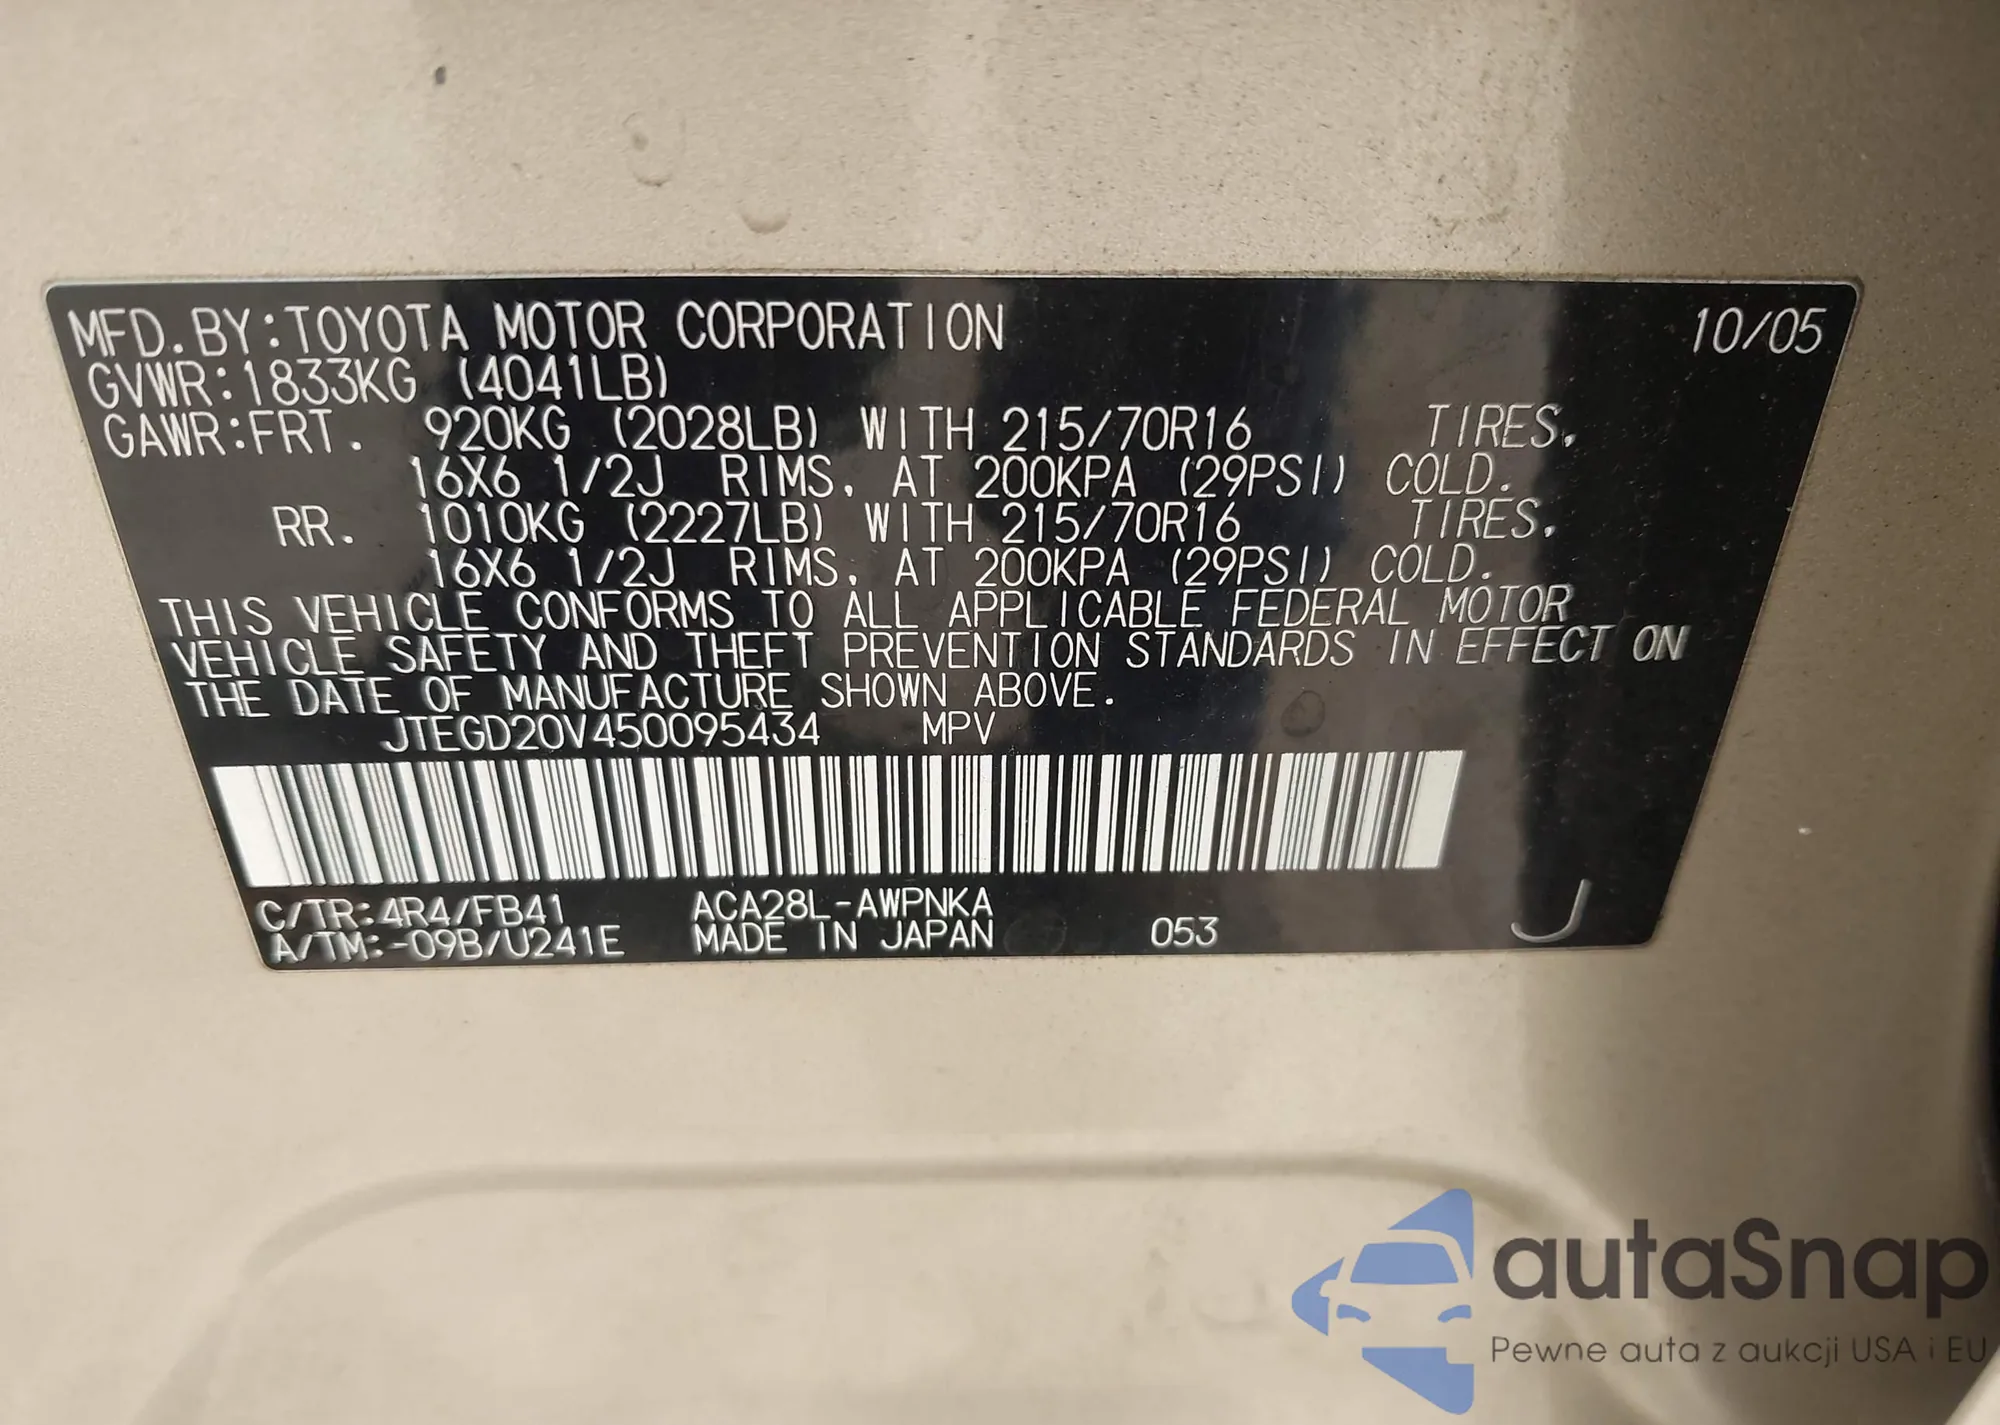 MFD.BY:TOYOTA MOTOR CORPORATION 10/05
GVWR:1833KG (4041LB)
GAWR:FRT. 920KG (2028LB) WITH 215/70R16 TIRES,
16X6 1/2J RIMS, AT 200KPA (29PSI) COLD.
RR. 1010KG (2227LB) WITH 215/70R16 TIRES,
16X6 1/2J RIMS, AT 200KPA (29PSI) COLD.
THIS VEHICLE CONFORMS TO ALL APPLICABLE FEDERAL MOTOR
VEHICLE SAFETY AND THEFT PREVENTION STANDARDS IN EFFECT ON
THE DATE OF MANUFACTURE SHOWN ABOVE.
JTEGD20V450095434 MPV
C/TR:4R4/FB41 ACA28L-AWPNKA
A/TM:-09B/U241E MADE IN JAPAN 053 J
autaSnap
Pewne auta z aukcji USA i EU